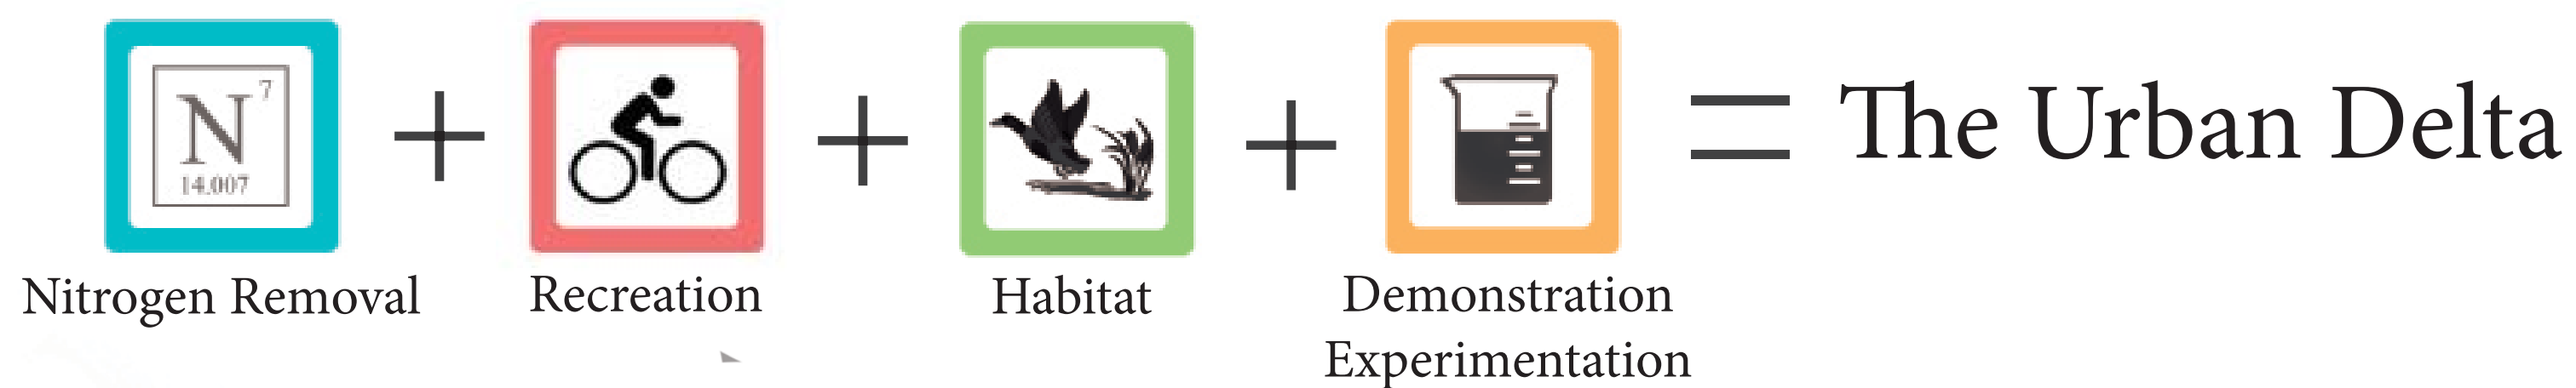 N 7
14.007
+ + + + = The Urban Delta
Nitrogen Removal
Recreation
Habitat
Demonstration
Experimentation